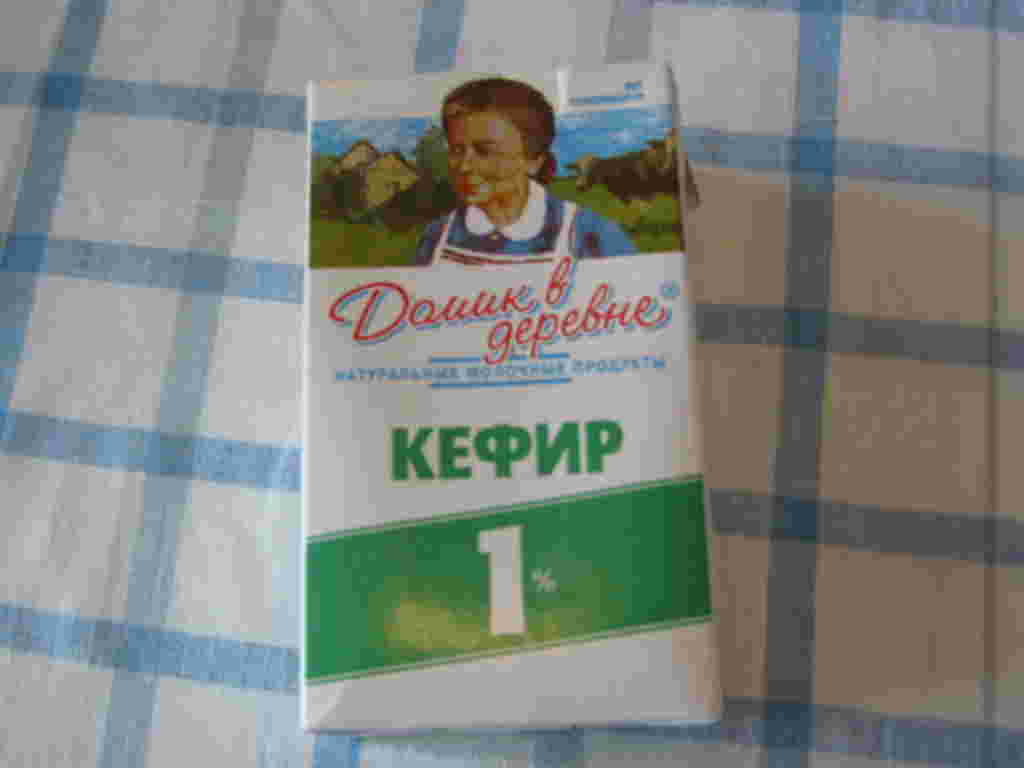 Домик в
деревне®
НАТУРАЛЬНЫЕ МОЛОЧНЫЕ ПРОДУКТЫ
КЕФИР
1%